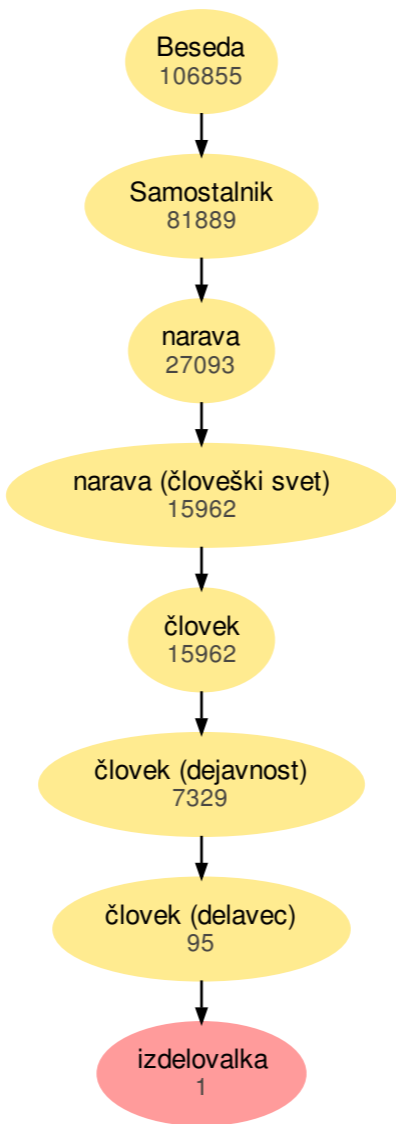 Beseda
106855
Samostalnik
81889
narava
27093
narava (človeški svet)
15962
človek
15962
človek (dejavnost)
7329
človek (delavec)
95
izdelovalka
1